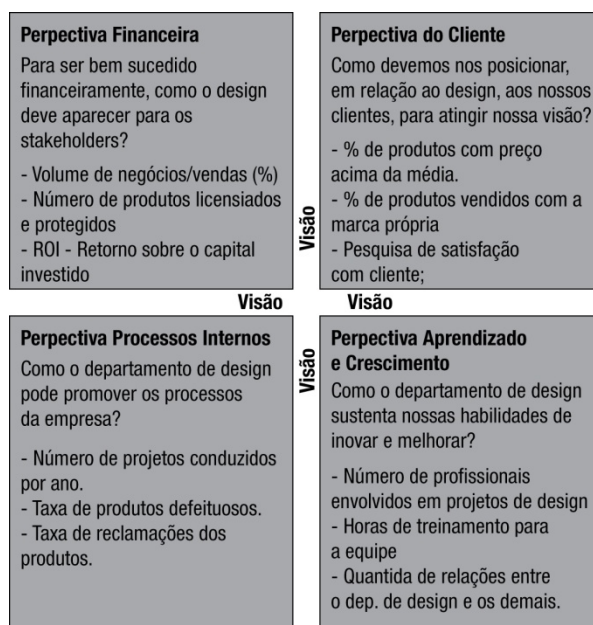 Perpectiva Financeira
Para ser bem sucedido
financeiramente, como o design
deve aparecer para os
stakeholders?
- Volume de negócios/vendas (%)
- Número de produtos licensiados
e protegidos
- ROI - Retorno sobre o capital
investido
Visão
Perpectiva do Cliente
Como devemos nos posicionar,
em relação ao design, aos nossos
clientes, para atingir nossa visão?
- % de produtos com preço
acima da média.
- % de produtos vendidos com a
marca própria
- Pesquisa de satisfação
com cliente;
Visão
Visão
Perpectiva Processos Internos
Como o departamento de design
pode promover os processos
da empresa?
- Número de projetos conduzidos
por ano.
- Taxa de produtos defeituosos.
- Taxa de reclamações dos
produtos.
Visão
Perpectiva Aprendizado
e Crescimento
Como o departamento de design
sustenta nossas habilidades de
inovar e melhorar?
- Número de profissionais
envolvidos em projetos de design
- Horas de treinamento para
a equipe
- Quantida de relações entre
o dep. de design e os demais.